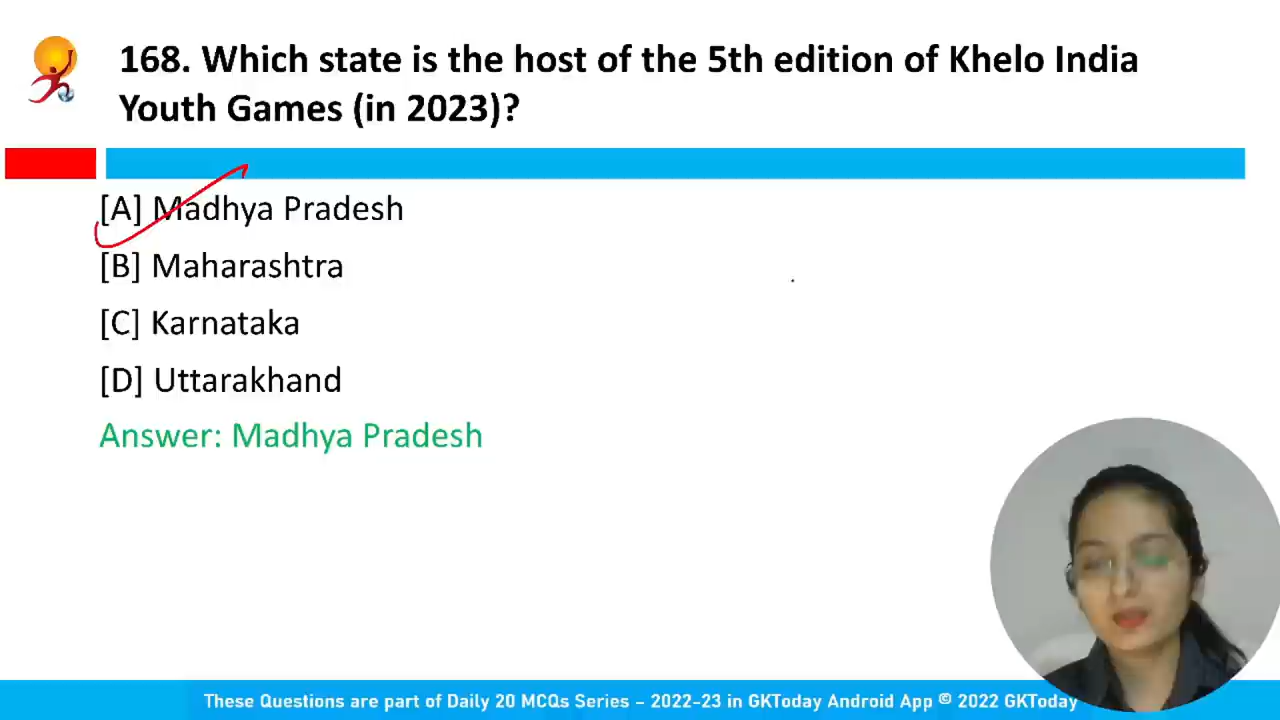 168. Which state is the host of the 5th edition of Khelo India
Youth Games (in 2023)?
[A] Madhya Pradesh
[B] Maharashtra
[C] Karnataka
[D] Uttarakhand
Answer: Madhya Pradesh
These Questions are part of Daily 20 MCQs Series – 2022-23 in GKToday Android App © 2022 GKToday